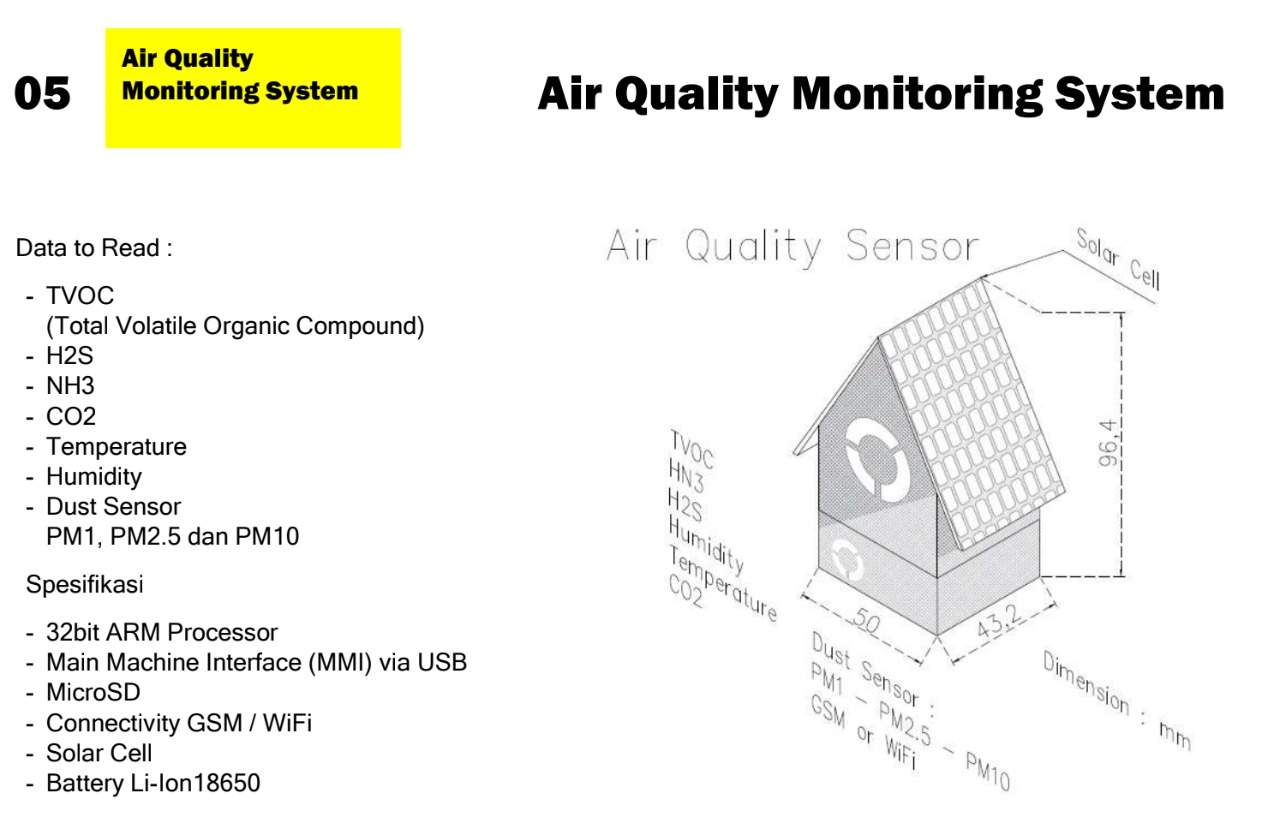 05
Air Quality
Monitoring System
Air Quality Monitoring System
Data to Read :
- TVOC
(Total Volatile Organic Compound)
- H2S
- NH3
- CO2
- Temperature
- Humidity
- Dust Sensor
PM1, PM2.5 dan PM10
Spesifikasi
- 32bit ARM Processor
- Main Machine Interface (MMI) via USB
- MicroSD
- Connectivity GSM / WiFi
- Solar Cell
- Battery Li-Ion18650
Air Quality Sensor
Solar Cell
96,4
TVOC
HN3
H2S
Humidity
Temperature
CO2
50
43,2
Dust Sensor :
PM1 - PM2.5 - PM10
GSM or WiFi
Dimension : mm